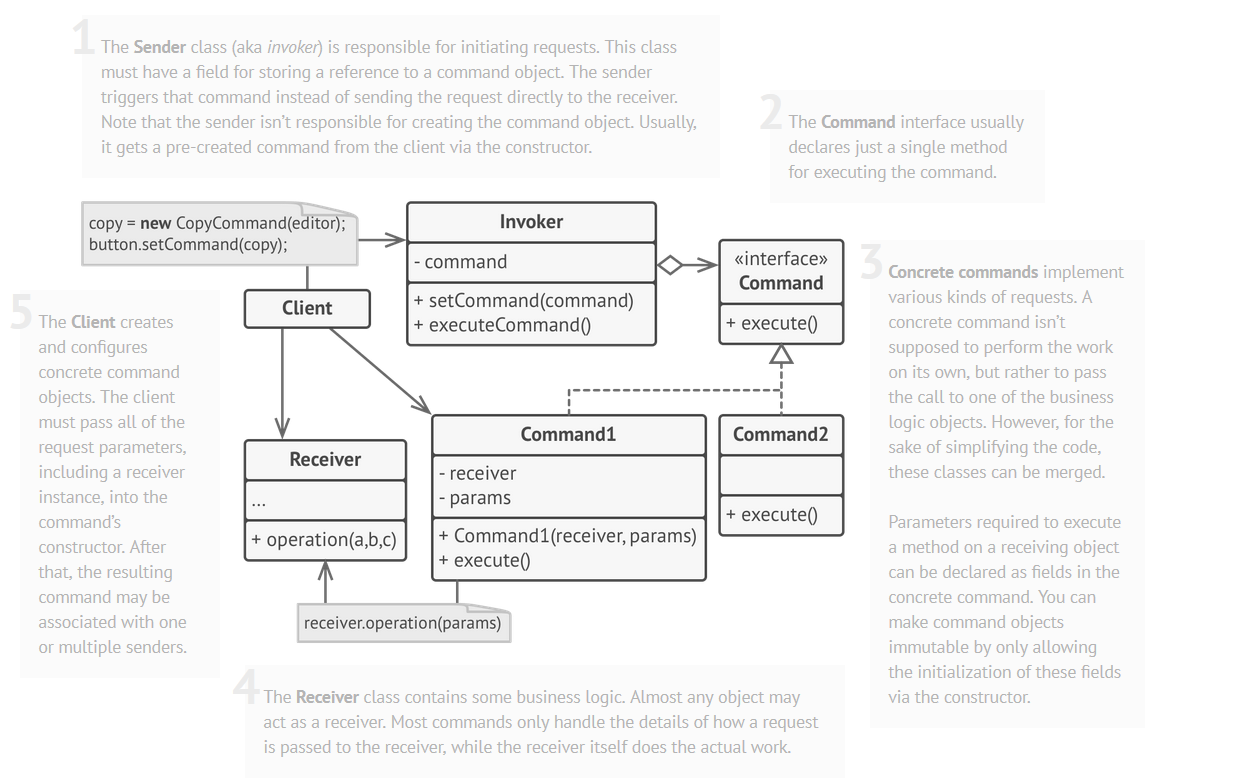 1
The Sender class (aka invoker) is responsible for initiating requests. This class
must have a field for storing a reference to a command object. The sender
triggers that command instead of sending the request directly to the receiver.
Note that the sender isn't responsible for creating the command object. Usually,
it gets a pre-created command from the client via the constructor.
2
The Command interface usually
declares just a single method
for executing the command.
copy = new CopyCommand(editor);
button.setCommand(copy);
Invoker
- command
+ setCommand(command)
+ executeCommand()
«interface»
Command
+ execute()
3
Concrete commands implement
various kinds of requests. A
concrete command isn't
supposed to perform the work
on its own, but rather to pass
the call to one of the business
logic objects. However, for the
sake of simplifying the code,
these classes can be merged.
Parameters required to execute
a method on a receiving object
can be declared as fields in the
concrete command. You can
make command objects
immutable by only allowing
the initialization of these fields
via the constructor.
5
The Client creates
and configures
concrete command
objects. The client
must pass all of the
request parameters,
including a receiver
instance, into the
command's
constructor. After
that, the resulting
command may be
associated with one
or multiple senders.
Client
Receiver
...
+ operation(a,b,c)
Command1
- receiver
- params
+ Command1(receiver, params)
+ execute()
Command2
+ execute()
receiver.operation(params)
4
The Receiver class contains some business logic. Almost any object may
act as a receiver. Most commands only handle the details of how a request
is passed to the receiver, while the receiver itself does the actual work.